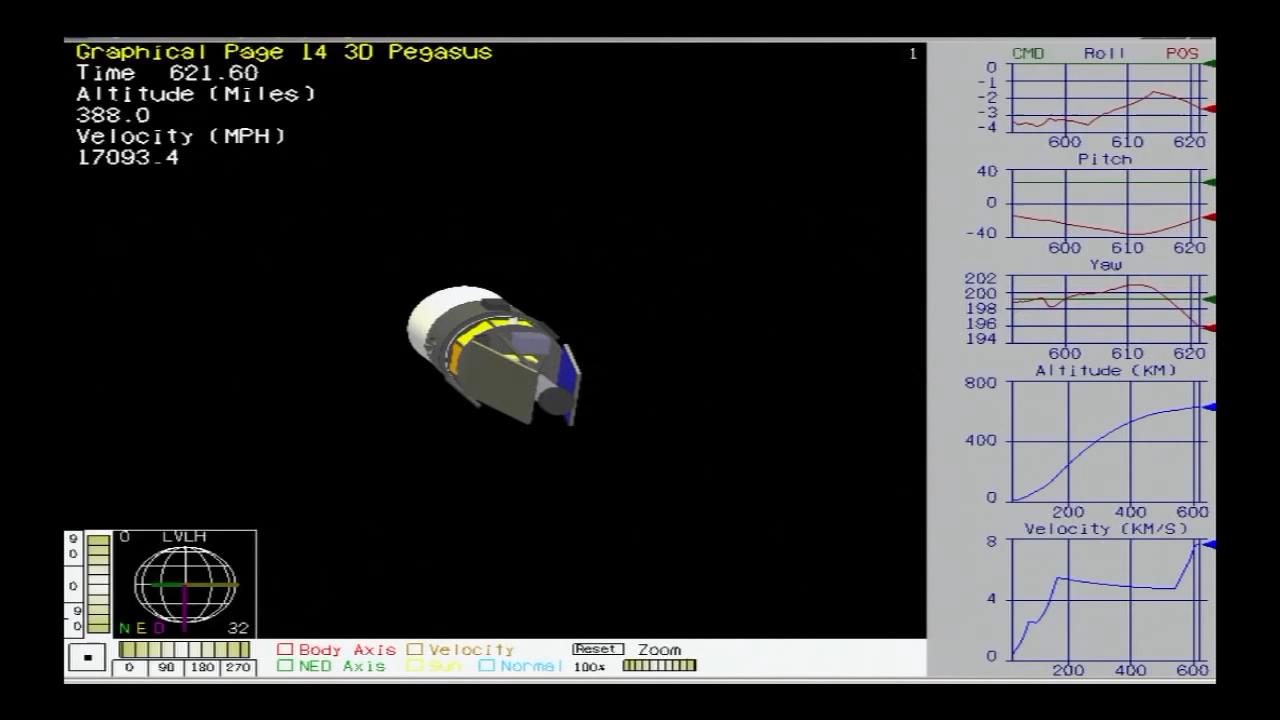 Graphical Page 14 3D Pegasus
1
Time 621.60
Altitude (Miles)
388.0
Velocity (MPH)
17093.4
CMD Roll POS
0
-1
-2
-3
-4
600 610 620
Pitch
40
0
-40
600 610 620
Yaw
202
200
198
196
194
600 610 620
Altitude (KM)
800
400
0
200 400 600
Velocity (KM/S)
8
4
0
200 400 600
90
0
-90
0 LVLH
N E D 32
0 90 180 270
Body Axis Velocity Reset Zoom
NED Axis Sun Normal 100%